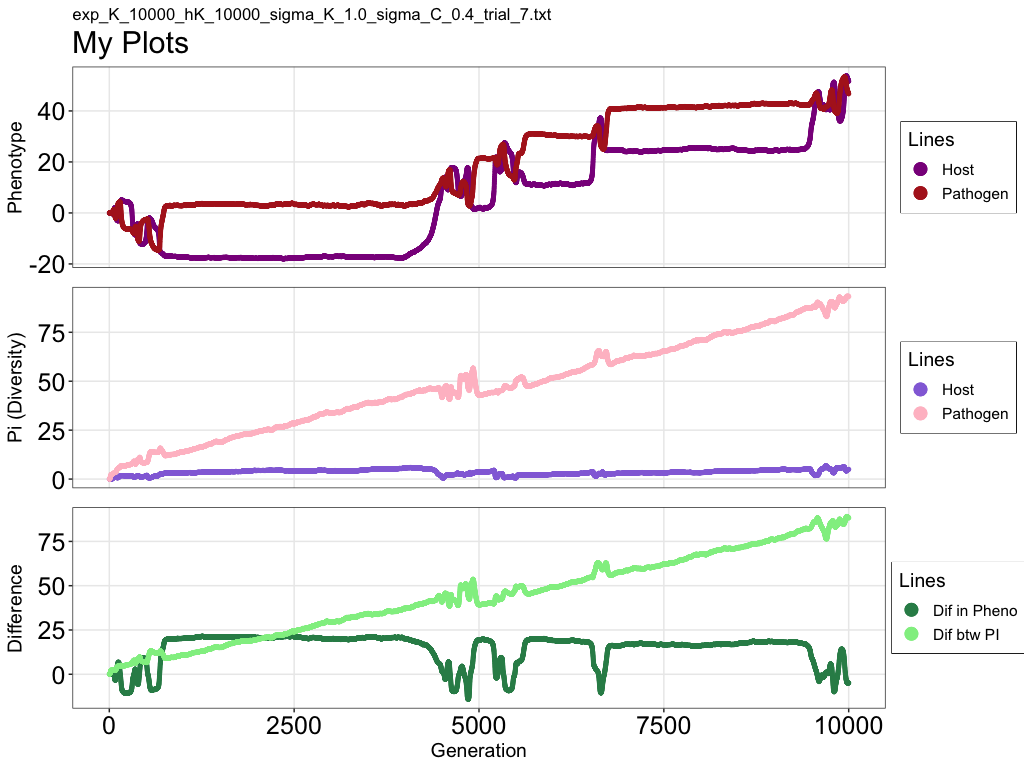 exp_K_10000_hK_10000_sigma_K_1.0_sigma_C_0.4_trial_7.txt
My Plots
Phenotype
40
20
0
-20
Lines
Host
Pathogen
Pi (Diversity)
75
50
25
0
Lines
Host
Pathogen
Difference
75
50
25
0
Lines
Dif in Pheno
Dif btw PI
0 2500 5000 7500 10000
Generation